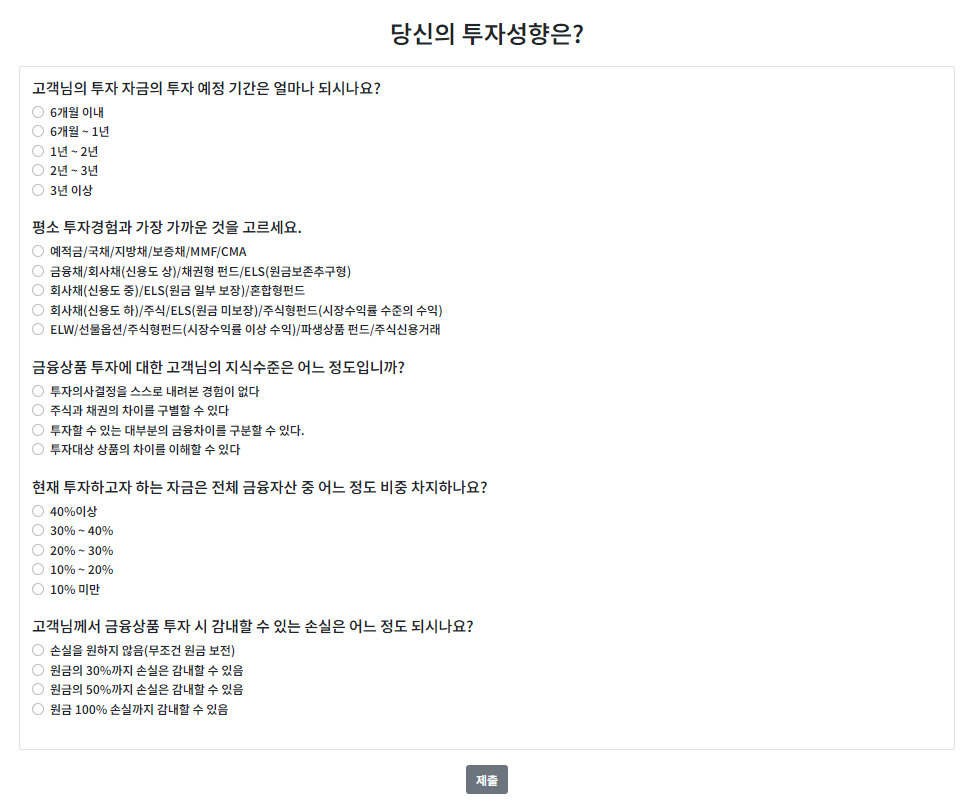 당신의 투자성향은?
고객님의 투자 자금의 투자 예정 기간은 얼마나 되시나요?
6개월 이내
6개월 ~ 1년
1년 ~ 2년
2년 ~ 3년
3년 이상
평소 투자경험과 가장 가까운 것을 고르세요.
예적금/국채/지방채/보증채/MMF/CMA
금융채/회사채(신용도 상)/채권형 펀드/ELS(원금보존추구형)
회사채(신용도 중)/ELS(원금 일부 보장)/혼합형펀드
회사채(신용도 하)/주식/ELS(원금 미보장)/주식형펀드(시장수익률 수준의 수익)
ELW/선물옵션/주식형펀드(시장수익률 이상 수익)/파생상품 펀드/주식신용거래
금융상품 투자에 대한 고객님의 지식수준은 어느 정도입니까?
투자의사결정을 스스로 내려본 경험이 없다
주식과 채권의 차이를 구별할 수 있다
투자할 수 있는 대부분의 금융차이를 구분할 수 있다.
투자대상 상품의 차이를 이해할 수 있다
현재 투자하고자 하는 자금은 전체 금융자산 중 어느 정도 비중 차지하나요?
40%이상
30% ~ 40%
20% ~ 30%
10% ~ 20%
10% 미만
고객님께서 금융상품 투자 시 감내할 수 있는 손실은 어느 정도 되시나요?
손실을 원하지 않음(무조건 원금 보전)
원금의 30%까지 손실은 감내할 수 있음
원금의 50%까지 손실은 감내할 수 있음
원금 100% 손실까지 감내할 수 있음
제출